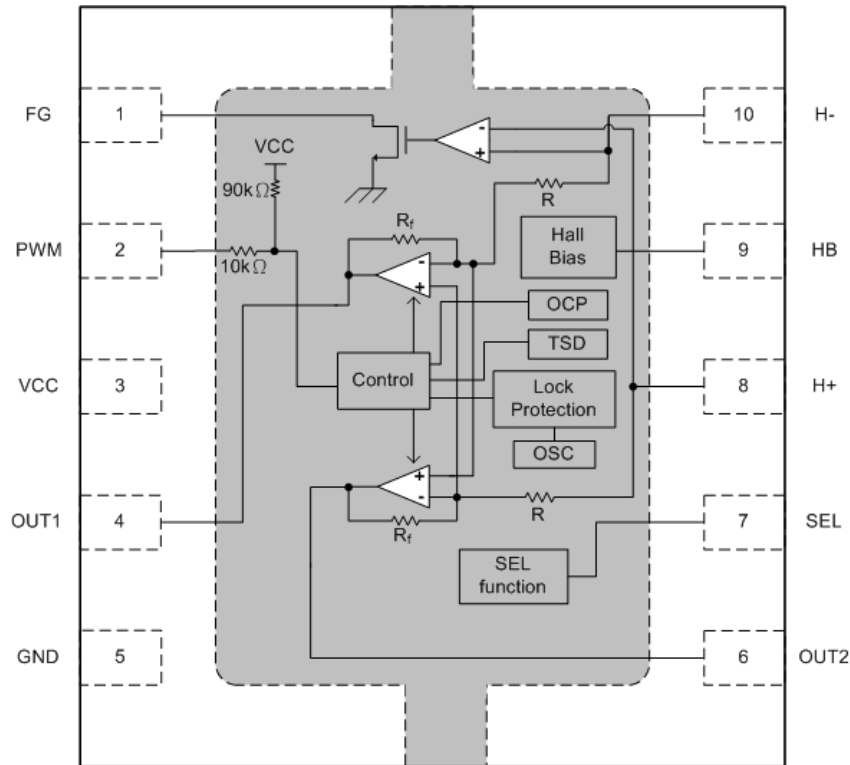 FG 1
10 H-
VCC
90kΩ
R
PWM 2
10kΩ
Rf
Hall
Bias
9 HB
OCP
TSD
VCC 3
Control
Lock
Protection
8 H+
OSC
OUT1 4
R
Rf
7 SEL
SEL
function
GND 5
6 OUT2
-
+
-
+
+
-